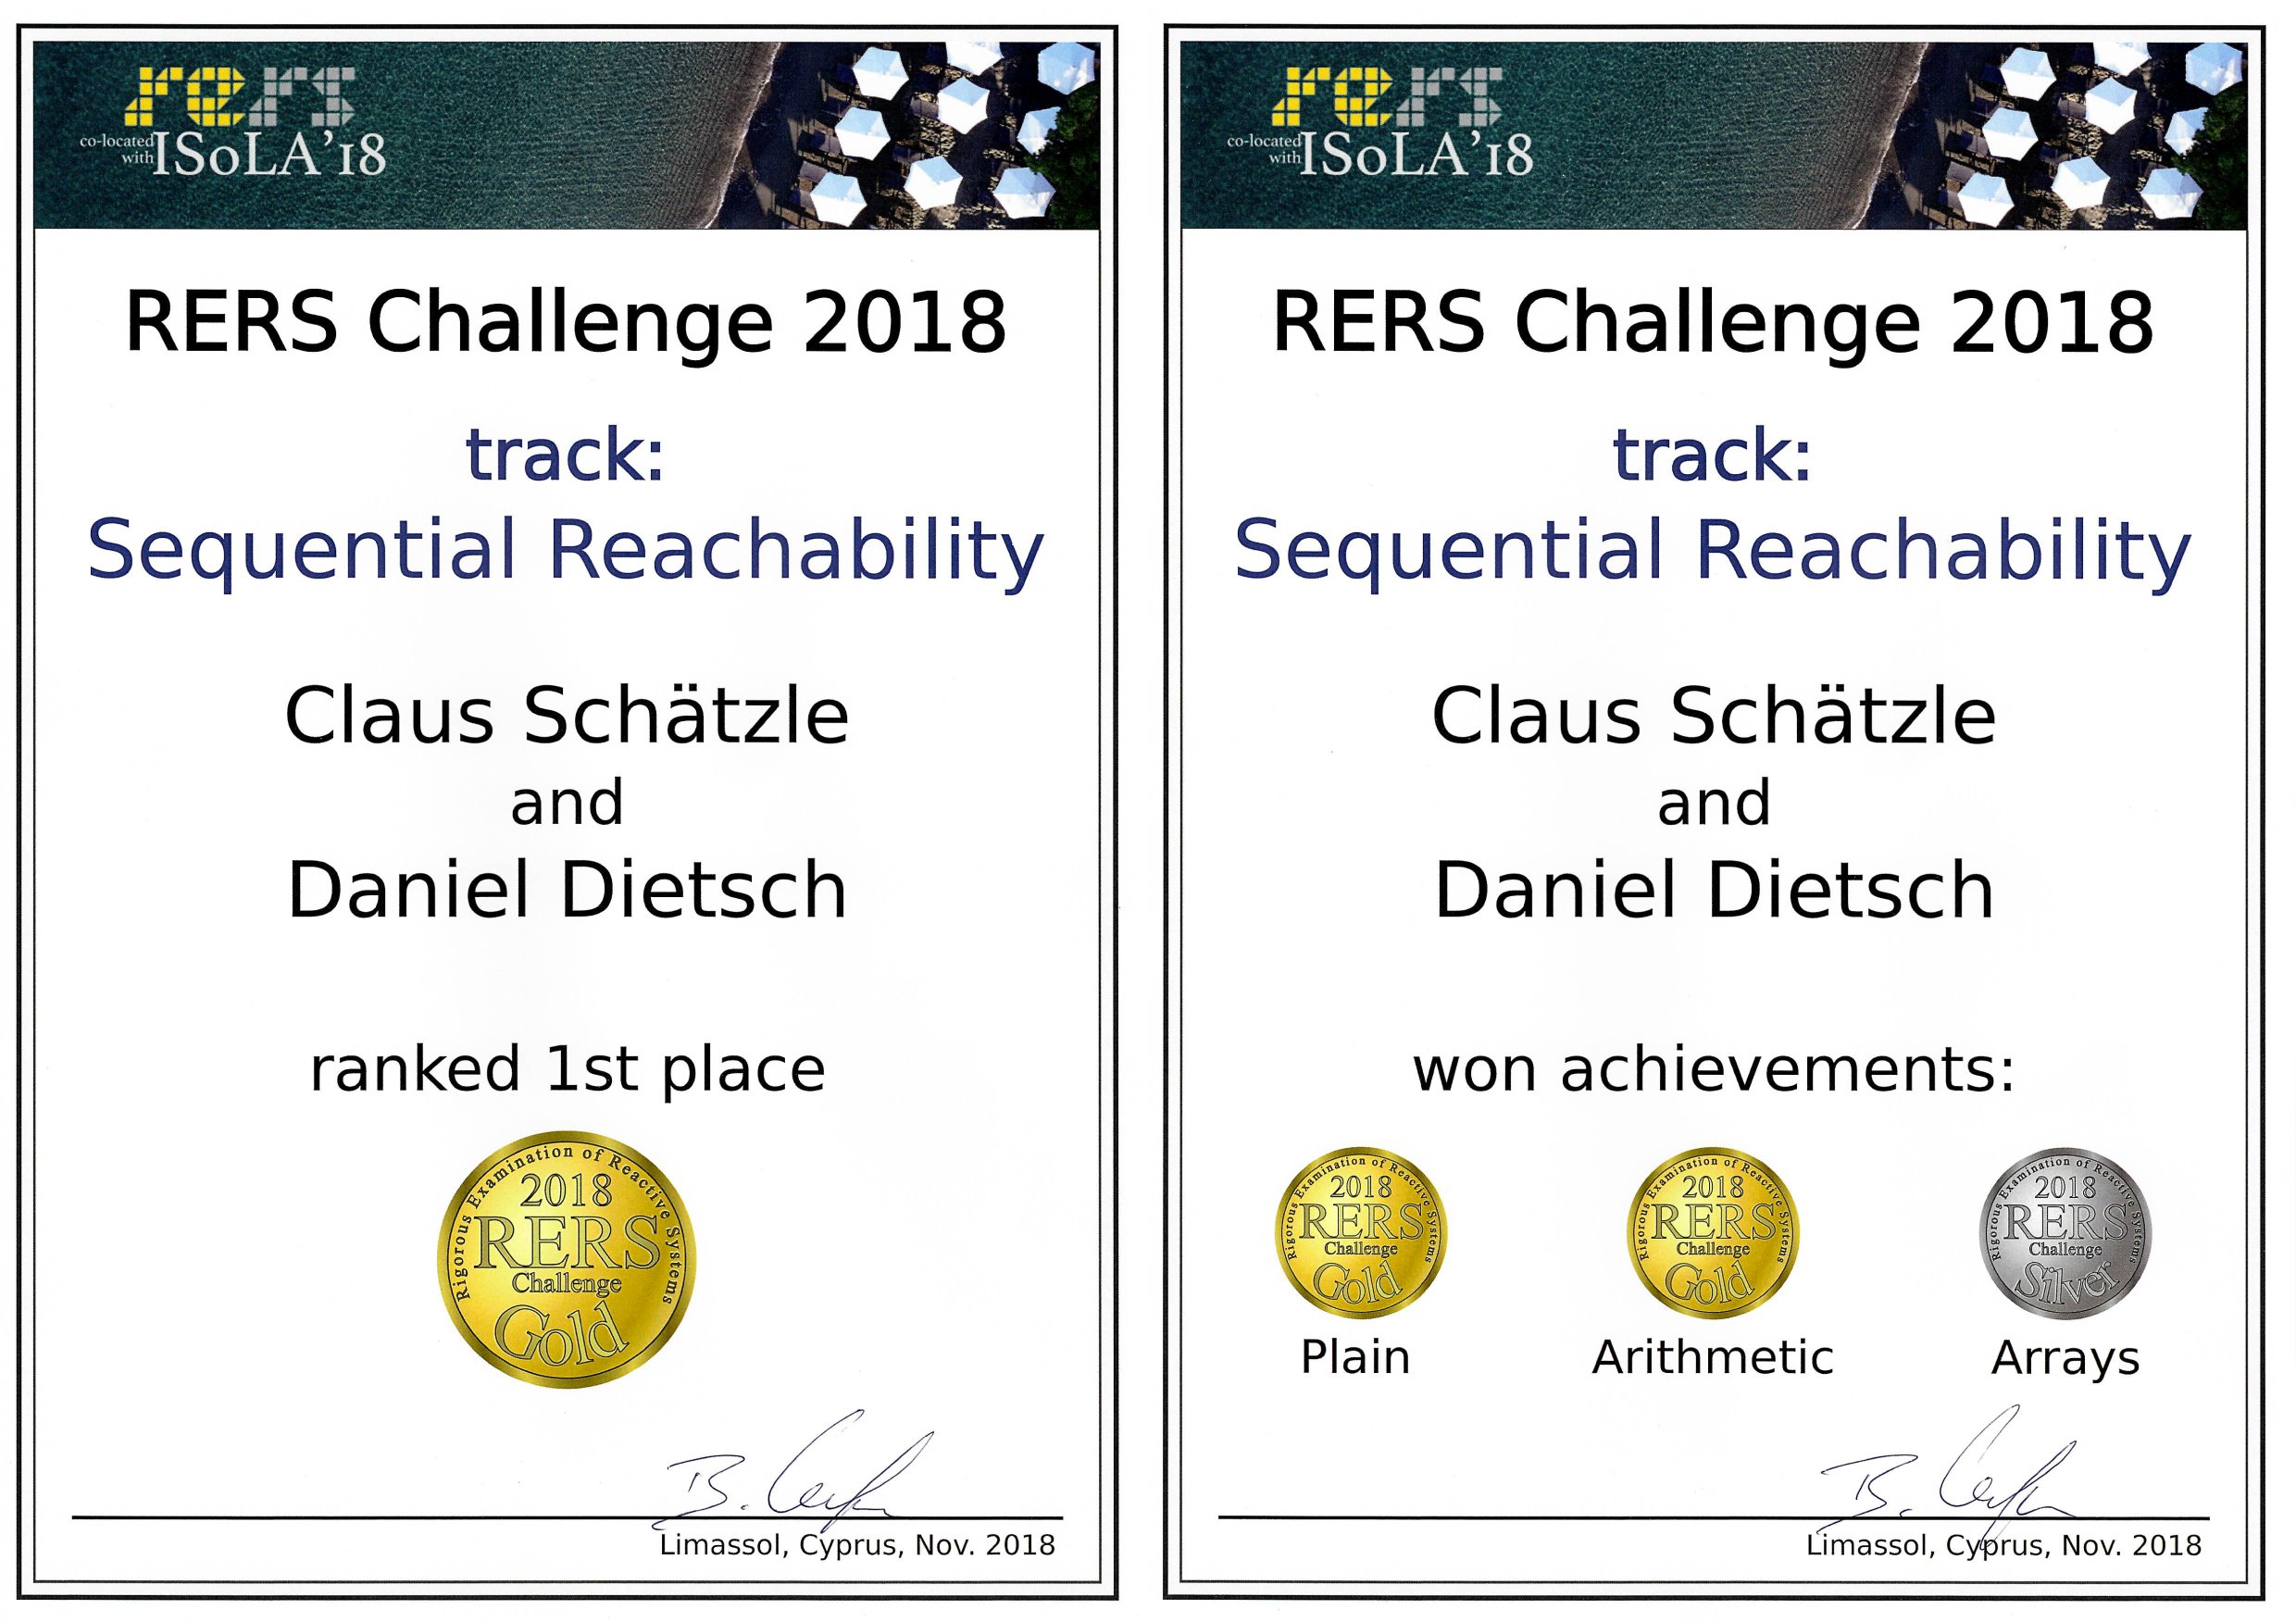 rers
co-located
with
ISoLA'18
RERS Challenge 2018
track:
Sequential Reachability
Claus Schätzle
and
Daniel Dietsch
ranked 1st place
Rigorous Examination of Reactive Systems
2018
RERS
Challenge
Gold
Limassol, Cyprus, Nov. 2018
rers
co-located
with
ISoLA'18
RERS Challenge 2018
track:
Sequential Reachability
Claus Schätzle
and
Daniel Dietsch
won achievements:
Rigorous Examination of Reactive Systems
2018
RERS
Challenge
Gold
Plain
Rigorous Examination of Reactive Systems
2018
RERS
Challenge
Gold
Arithmetic
Rigorous Examination of Reactive Systems
2018
RERS
Challenge
Silver
Arrays
Limassol, Cyprus, Nov. 2018